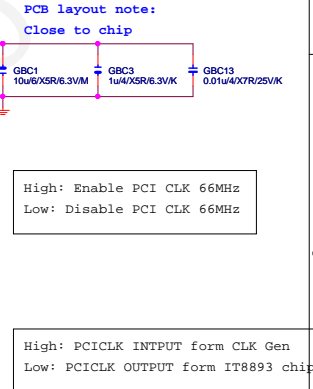 PCB layout note:
Close to chip
GBC1
10u/6/X5R/6.3V/M
GBC3
1u/4/X5R/6.3V/K
GBC13
0.01u/4/X7R/25V/K
High: Enable PCI CLK 66MHz
Low: Disable PCI CLK 66MHz
High: PCICLK INTPUT form CLK Gen
Low: PCICLK OUTPUT form IT8893 chip